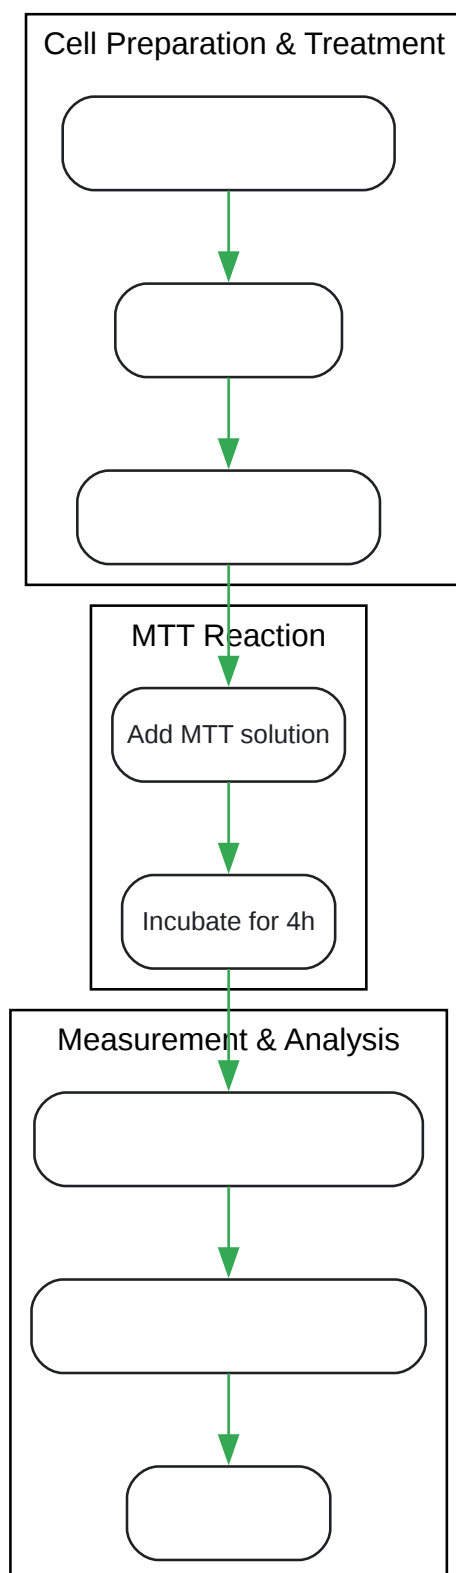 Cell Preparation & Treatment
MTT Reaction
Add MTT solution
Incubate for 4h
Measurement & Analysis